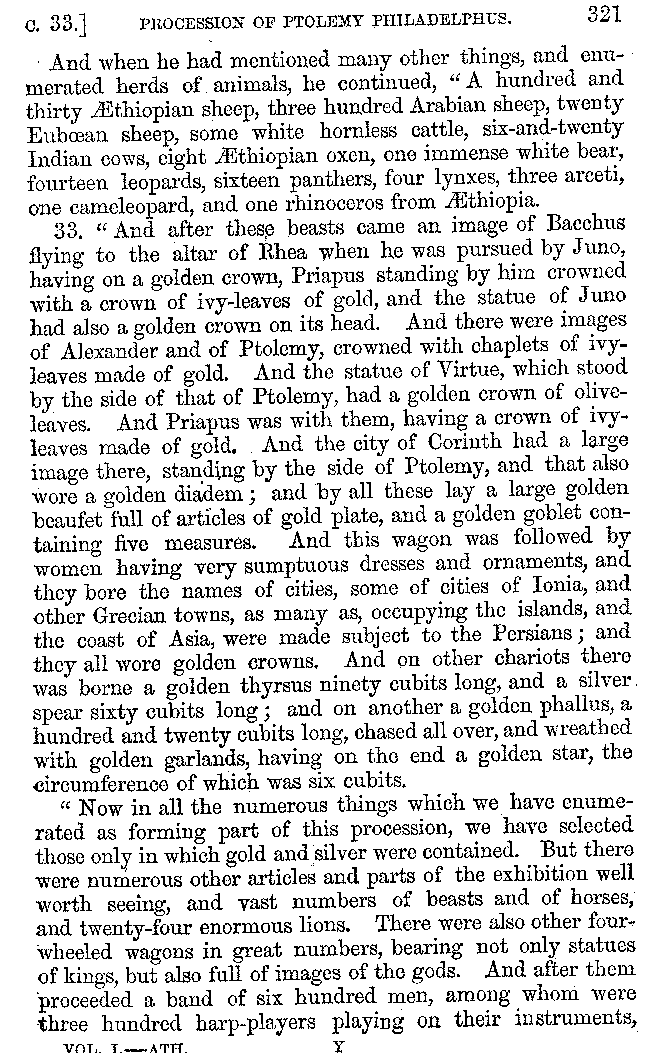 C. 33.] PROCESSION OF PTOLEMY PHILADELPHUS. 321
And when he had mentioned many other things, and enu-
merated herds of animals, he continued, “A hundred and
thirty Æthiopian sheep, three hundred Arabian sheep, twenty
Eubœan sheep, some white hornless cattle, six-and-twenty
Indian cows, eight Æthiopian oxen, one immense white bear,
fourteen leopards, sixteen panthers, four lynxes, three arceti,
one cameleopard, and one rhinoceros from Æthiopia.
33. “And after these beasts came an image of Bacchus
flying to the altar of Rhea when he was pursued by Juno,
having on a golden crown, Priapus standing by him crowned
with a crown of ivy-leaves of gold, and the statue of Juno
had also a golden crown on its head. And there were images
of Alexander and of Ptolemy, crowned with chaplets of ivy-
leaves made of gold. And the statue of Virtue, which stood
by the side of that of Ptolemy, had a golden crown of olive-
leaves. And Priapus was with them, having a crown of ivy-
leaves made of gold. And the city of Corinth had a large
image there, standing by the side of Ptolemy, and that also
wore a golden diadem; and by all these lay a large golden
beaufet full of articles of gold plate, and a golden goblet con-
taining five measures. And this wagon was followed by
women having very sumptuous dresses and ornaments, and
they bore the names of cities, some of cities of Ionia, and
other Grecian towns, as many as, occupying the islands, and
the coast of Asia, were made subject to the Persians; and
they all wore golden crowns. And on other chariots there
was borne a golden thyrsus ninety cubits long, and a silver
spear sixty cubits long; and on another a golden phallus, a
hundred and twenty cubits long, chased all over, and wreathed
with golden garlands, having on the end a golden star, the
circumference of which was six cubits.
“Now in all the numerous things which we have enume-
rated as forming part of this procession, we have selected
those only in which gold and silver were contained. But there
were numerous other articles and parts of the exhibition well
worth seeing, and vast numbers of beasts and of horses,
and twenty-four enormous lions. There were also other four-
wheeled wagons in great numbers, bearing not only statues
of kings, but also full of images of the gods. And after them
proceeded a band of six hundred men, among whom were
three hundred harp-players playing on their instruments,
VOL. I.—ATH. Y